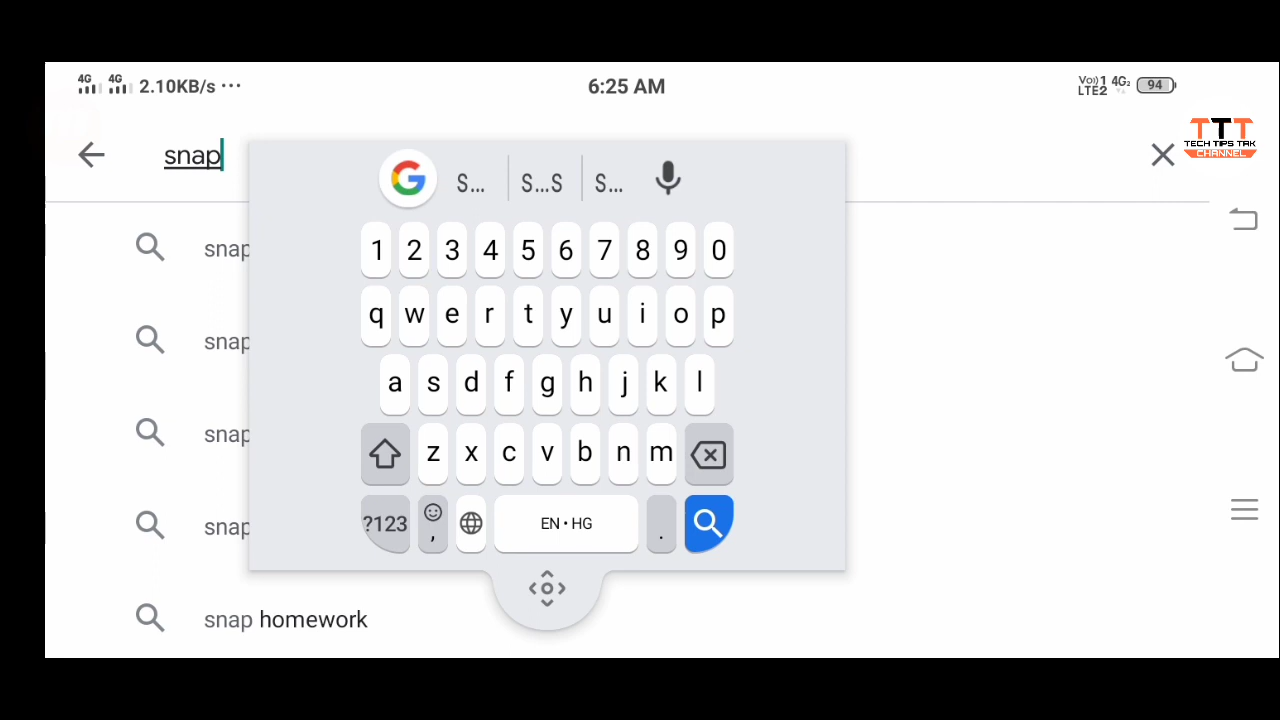 4G 4G 2.10KB/s ...
6:25 AM
Vo)) 1 4G₂
LTE2
94
snap
TTT
TECH TIPS TAK
CHANNEL
S... S...S S...
1 2 3 4 5 6 7 8 9 0
q w e r t y u i o p
a s d f g h j k l
z x c v b n m
?123 , EN • HG .
snap
snap
snap
snap
snap homework